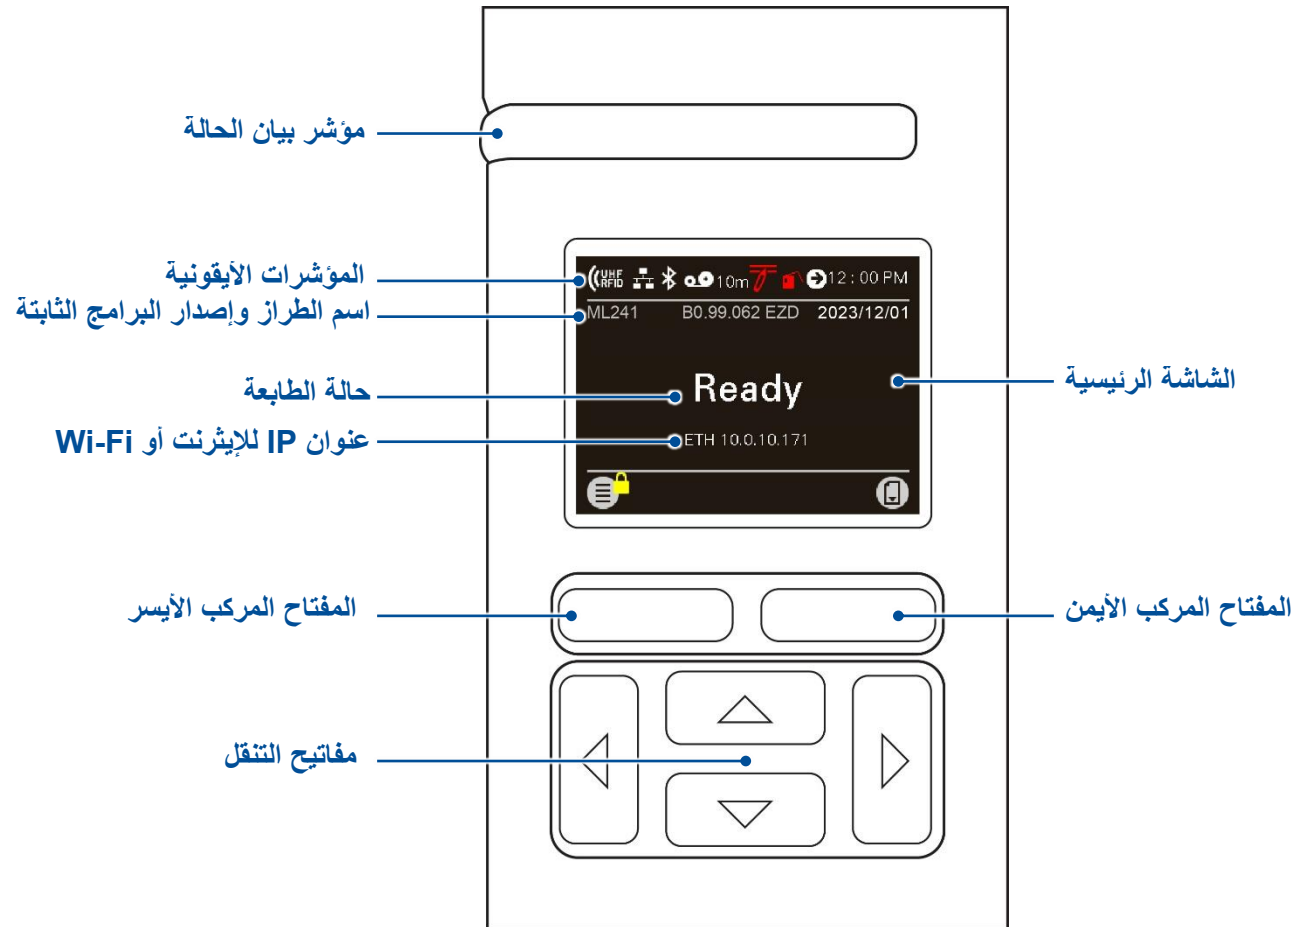 مؤشر بيان الحالة
المؤشرات الأيقونية
UHF RFID 10m 12:00 PM
اسم الطراز وإصدار البرامج الثابتة
ML241 B0.99.062 EZD 2023/12/01
حالة الطابعة
Ready
الشاشة الرئيسية
عنوان IP للإيثرنت أو Wi-Fi
ETH 10.0.10.171
المفتاح المركب الأيسر
المفتاح المركب الأيمن
مفاتيح التنقل